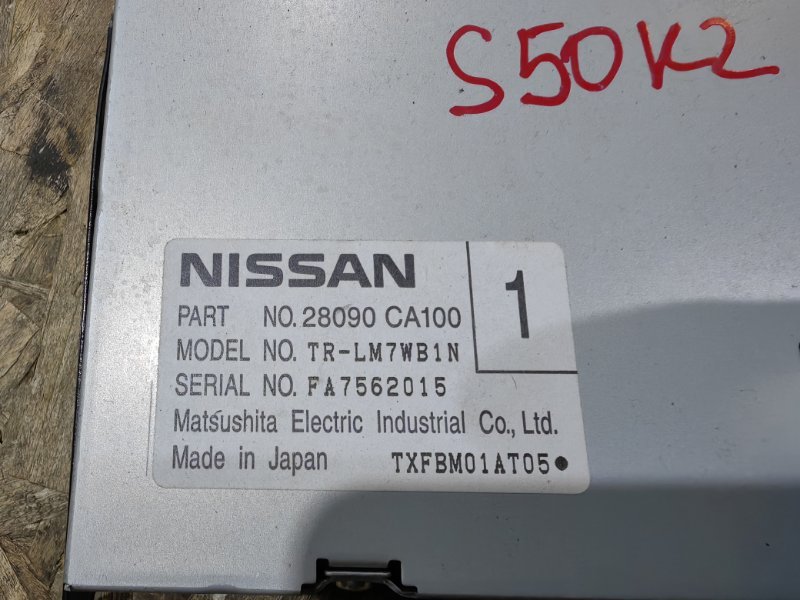 S50K2
NISSAN
1
PART NO. 28090 CA100
MODEL NO. TR-LM7WB1N
SERIAL NO. FA7562015
Matsushita Electric Industrial Co., Ltd.
Made in Japan TXFBM01AT05●